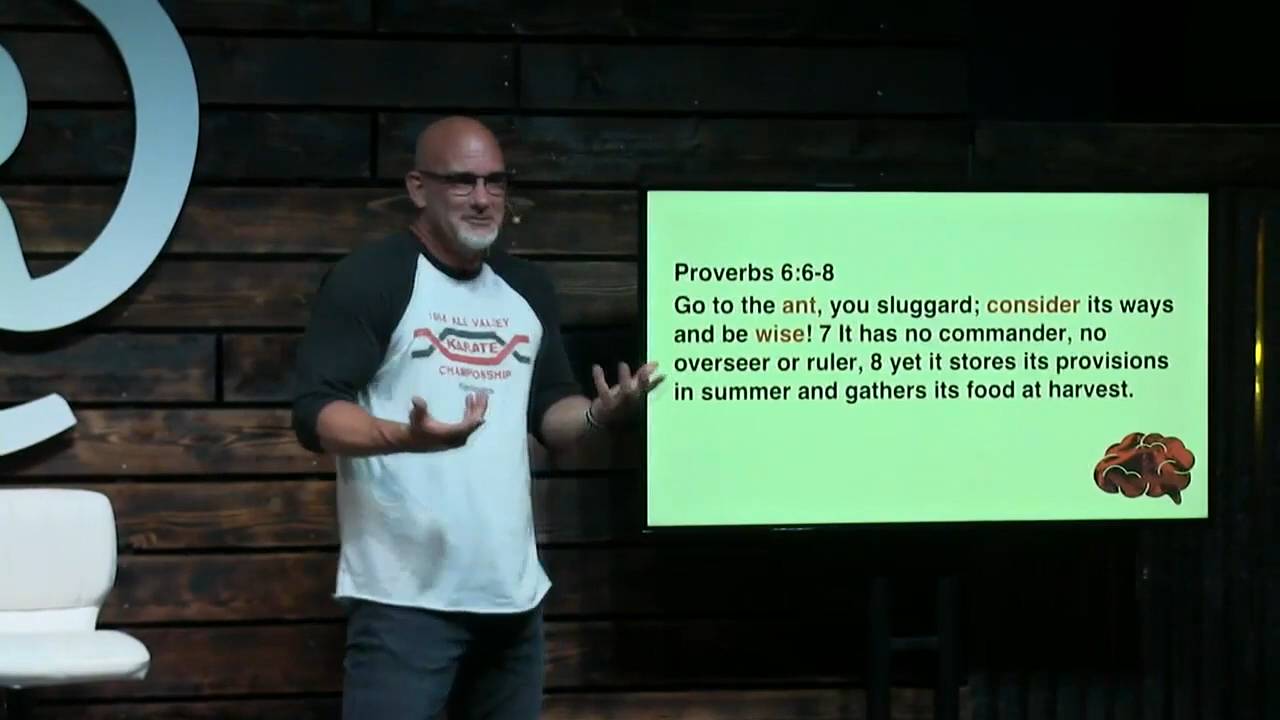 1984 ALL VALLEY
KARATE
CHAMPIONSHIP
Proverbs 6:6-8
Go to the ant, you sluggard; consider its ways
and be wise! 7 It has no commander, no
overseer or ruler, 8 yet it stores its provisions
in summer and gathers its food at harvest.